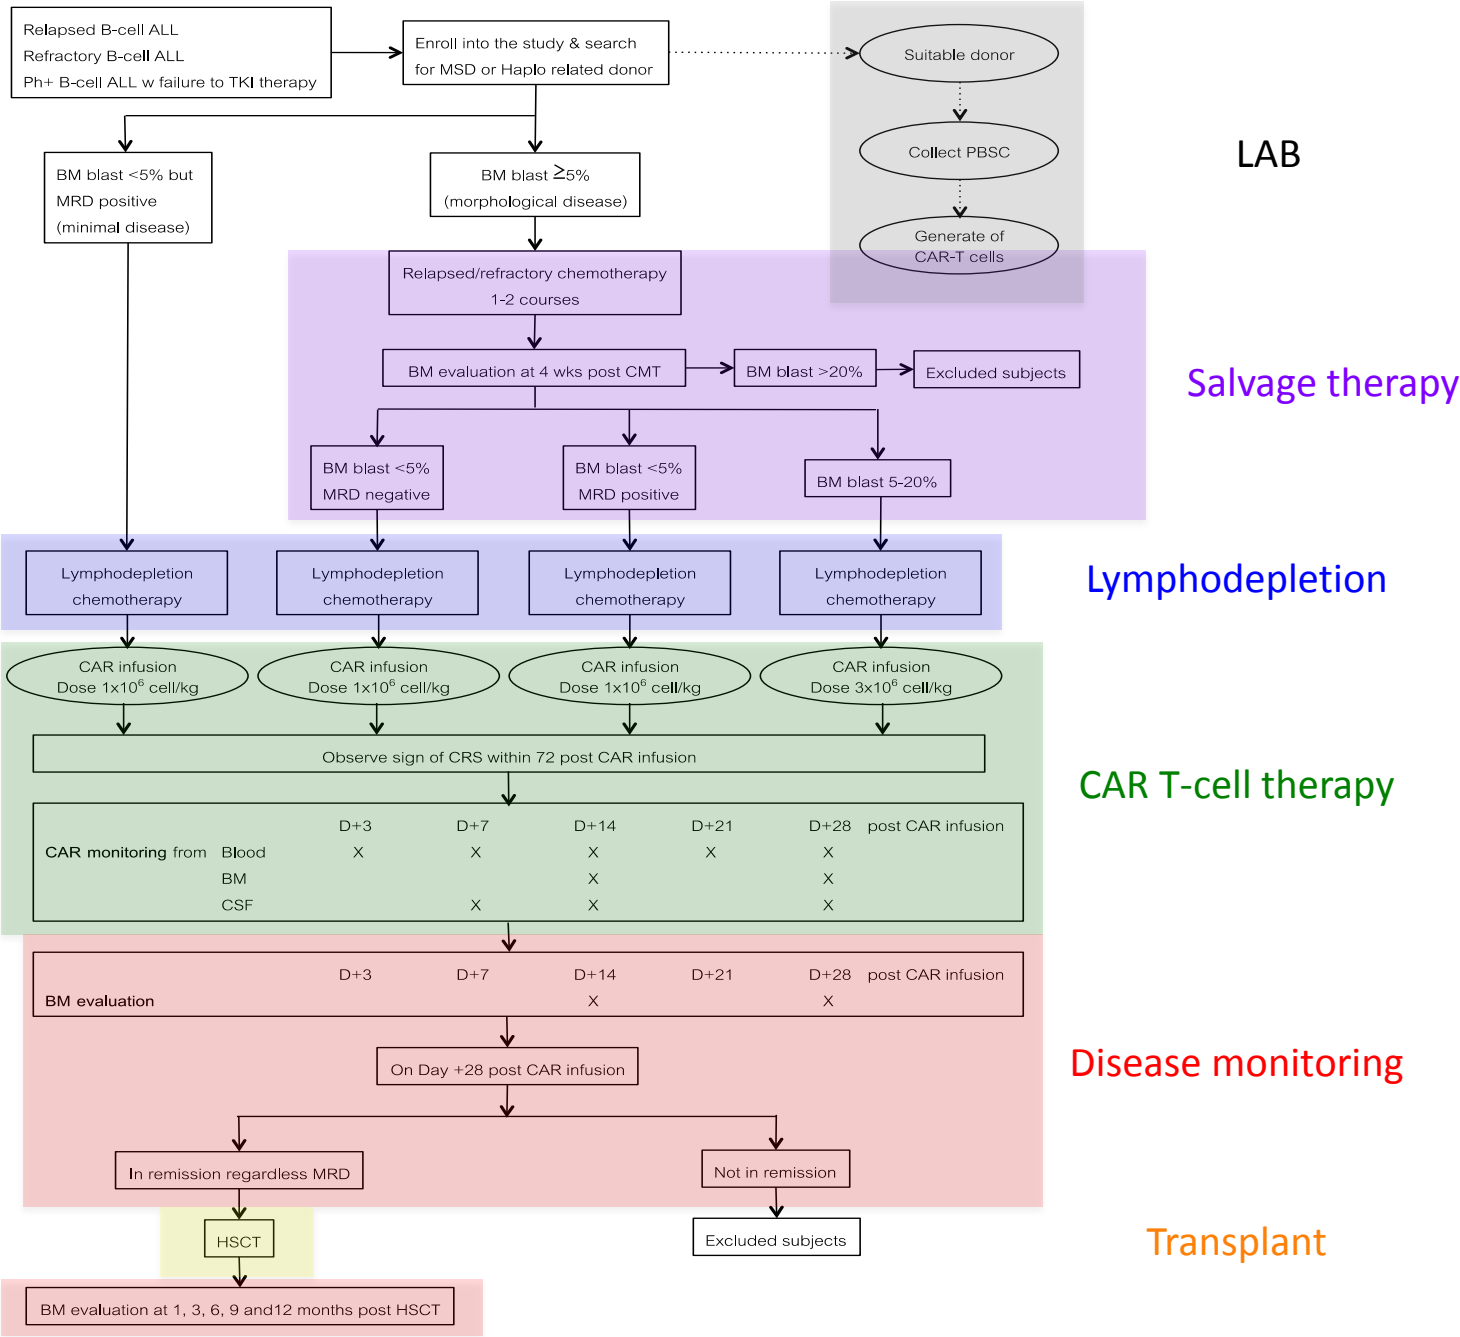 Relapsed B-cell ALL
Refractory B-cell ALL
Ph+ B-cell ALL w failure to TKI therapy
Enroll into the study & search
for MSD or Haplo related donor
Suitable donor
Collect PBSC
Generate of
CAR-T cells
LAB
BM blast <5% but
MRD positive
(minimal disease)
BM blast ≥5%
(morphological disease)
Relapsed/refractory chemotherapy
1-2 courses
BM evaluation at 4 wks post CMT
BM blast >20%
Excluded subjects
Salvage therapy
BM blast <5%
MRD negative
BM blast <5%
MRD positive
BM blast 5-20%
Lymphodepletion
chemotherapy
Lymphodepletion
chemotherapy
Lymphodepletion
chemotherapy
Lymphodepletion
chemotherapy
Lymphodepletion
CAR infusion
Dose 1x10⁶ cell/kg
CAR infusion
Dose 1x10⁶ cell/kg
CAR infusion
Dose 1x10⁶ cell/kg
CAR infusion
Dose 3x10⁶ cell/kg
Observe sign of CRS within 72 post CAR infusion
CAR T-cell therapy
D+3 D+7 D+14 D+21 D+28 post CAR infusion
CAR monitoring from Blood X X X X X
BM X X
CSF X X X
D+3 D+7 D+14 D+21 D+28 post CAR infusion
BM evaluation X X
On Day +28 post CAR infusion
Disease monitoring
In remission regardless MRD
Not in remission
HSCT
Excluded subjects
Transplant
BM evaluation at 1, 3, 6, 9 and12 months post HSCT